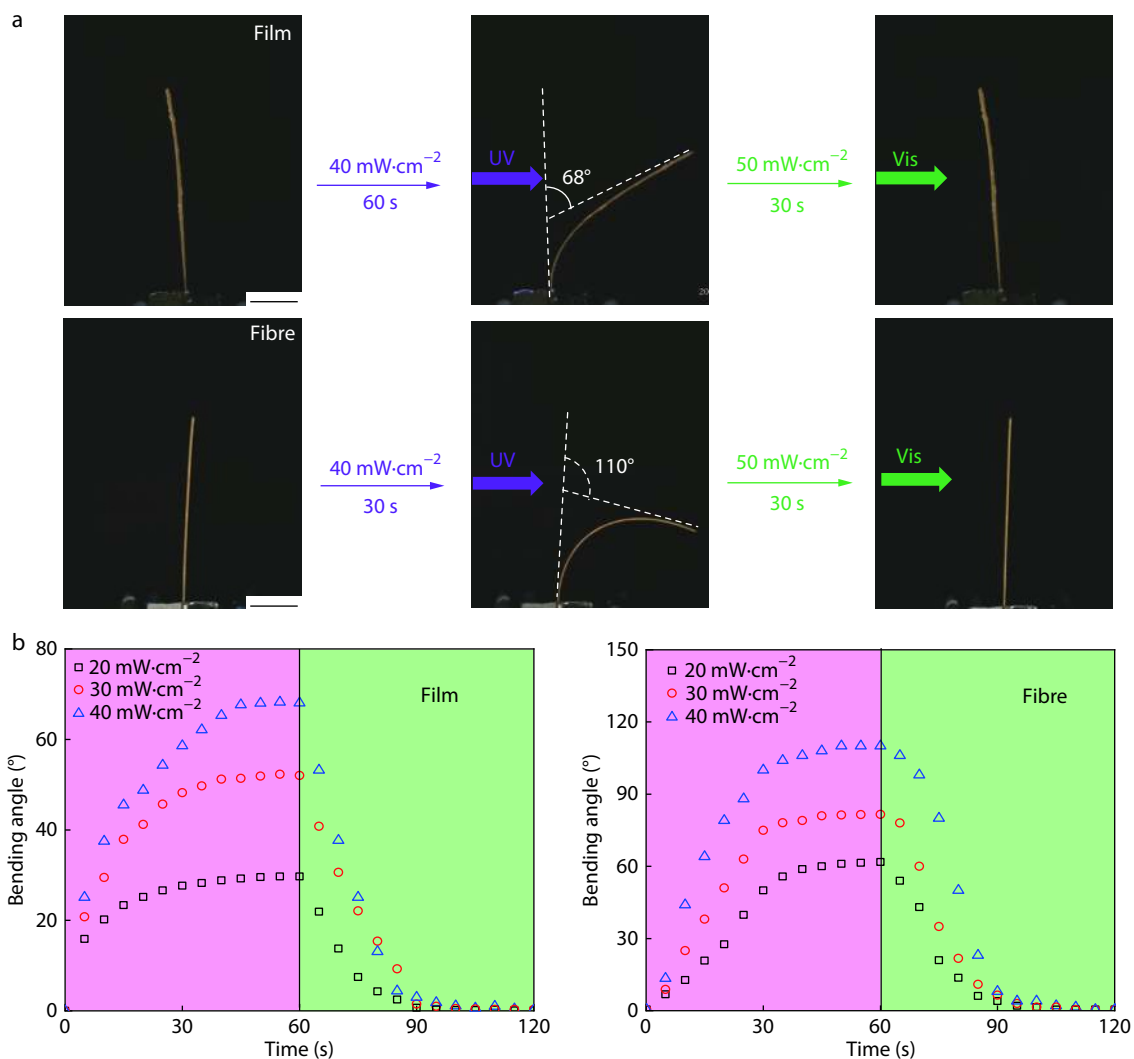 a
Film
40 mW·cm⁻²
60 s
UV
68°
20
50 mW·cm⁻²
30 s
Vis
Fibre
40 mW·cm⁻²
30 s
UV
110°
50 mW·cm⁻²
30 s
Vis
b
80
60
40
20
0
Bending angle (°)
20 mW·cm⁻²
30 mW·cm⁻²
40 mW·cm⁻²
Film
0
30
60
90
120
Time (s)
150
120
90
60
30
0
Bending angle (°)
20 mW·cm⁻²
30 mW·cm⁻²
40 mW·cm⁻²
Fibre
0
30
60
90
120
Time (s)